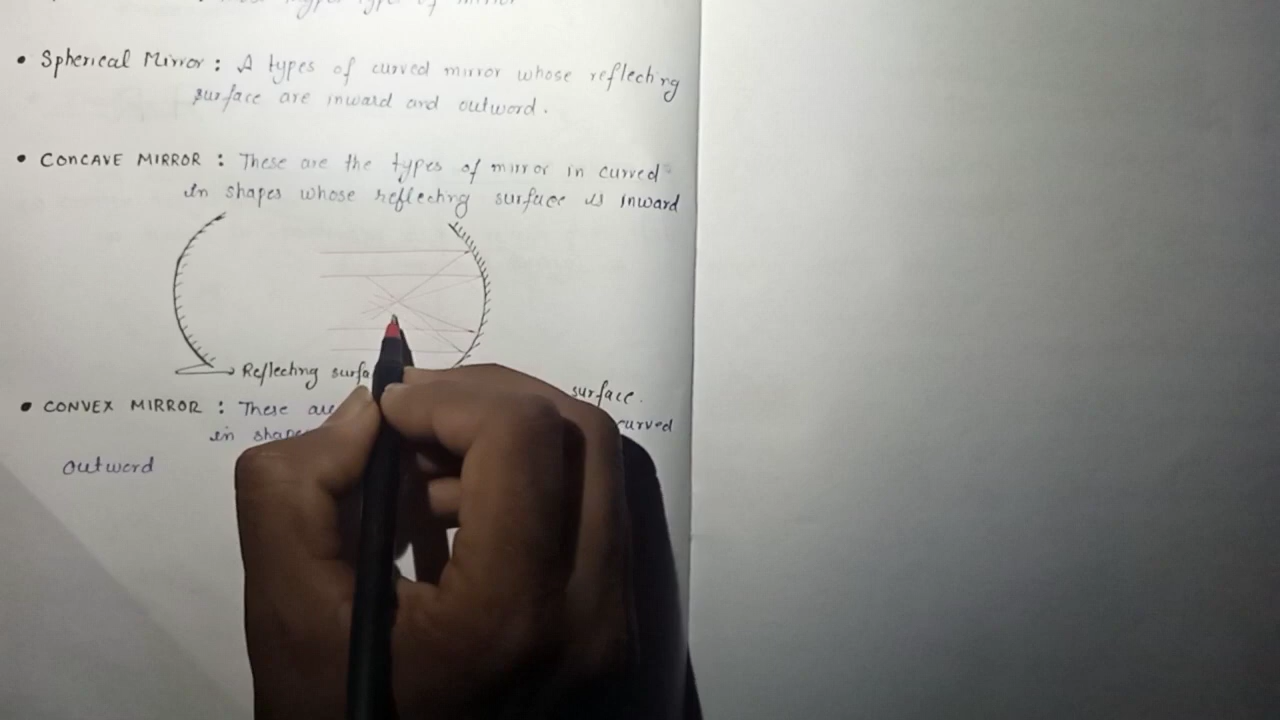 • Spherical Mirror : A types of curved mirror whose reflecting
surface are inward and outword.
• CONCAVE MIRROR : These are the types of mirror in curved
in shapes whose reflecting surface is inward
Reflecting
surface.
• CONVEX MIRROR : These are
curved
in
outword